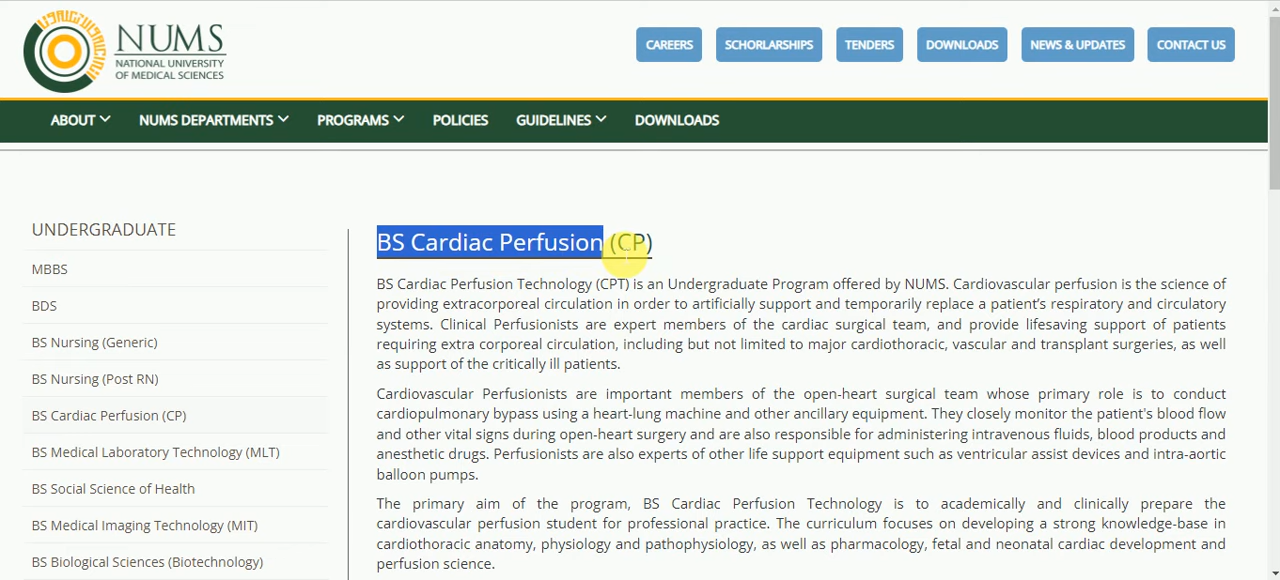 NUMS
NATIONAL UNIVERSITY
OF MEDICAL SCIENCES
CAREERS
SCHORLARSHIPS
TENDERS
DOWNLOADS
NEWS & UPDATES
CONTACT US
ABOUT
NUMS DEPARTMENTS
PROGRAMS
POLICIES
GUIDELINES
DOWNLOADS
UNDERGRADUATE
MBBS
BDS
BS Nursing (Generic)
BS Nursing (Post RN)
BS Cardiac Perfusion (CP)
BS Medical Laboratory Technology (MLT)
BS Social Science of Health
BS Medical Imaging Technology (MIT)
BS Biological Sciences (Biotechnology)
BS Cardiac Perfusion (CP)
BS Cardiac Perfusion Technology (CPT) is an Undergraduate Program offered by NUMS. Cardiovascular perfusion is the science of
providing extracorporeal circulation in order to artificially support and temporarily replace a patient’s respiratory and circulatory
systems. Clinical Perfusionists are expert members of the cardiac surgical team, and provide lifesaving support of patients
requiring extra corporeal circulation, including but not limited to major cardiothoracic, vascular and transplant surgeries, as well
as support of the critically ill patients.
Cardiovascular Perfusionists are important members of the open-heart surgical team whose primary role is to conduct
cardiopulmonary bypass using a heart-lung machine and other ancillary equipment. They closely monitor the patient's blood flow
and other vital signs during open-heart surgery and are also responsible for administering intravenous fluids, blood products and
anesthetic drugs. Perfusionists are also experts of other life support equipment such as ventricular assist devices and intra-aortic
balloon pumps.
The primary aim of the program, BS Cardiac Perfusion Technology is to academically and clinically prepare the
cardiovascular perfusion student for professional practice. The curriculum focuses on developing a strong knowledge-base in
cardiothoracic anatomy, physiology and pathophysiology, as well as pharmacology, fetal and neonatal cardiac development and
perfusion science.